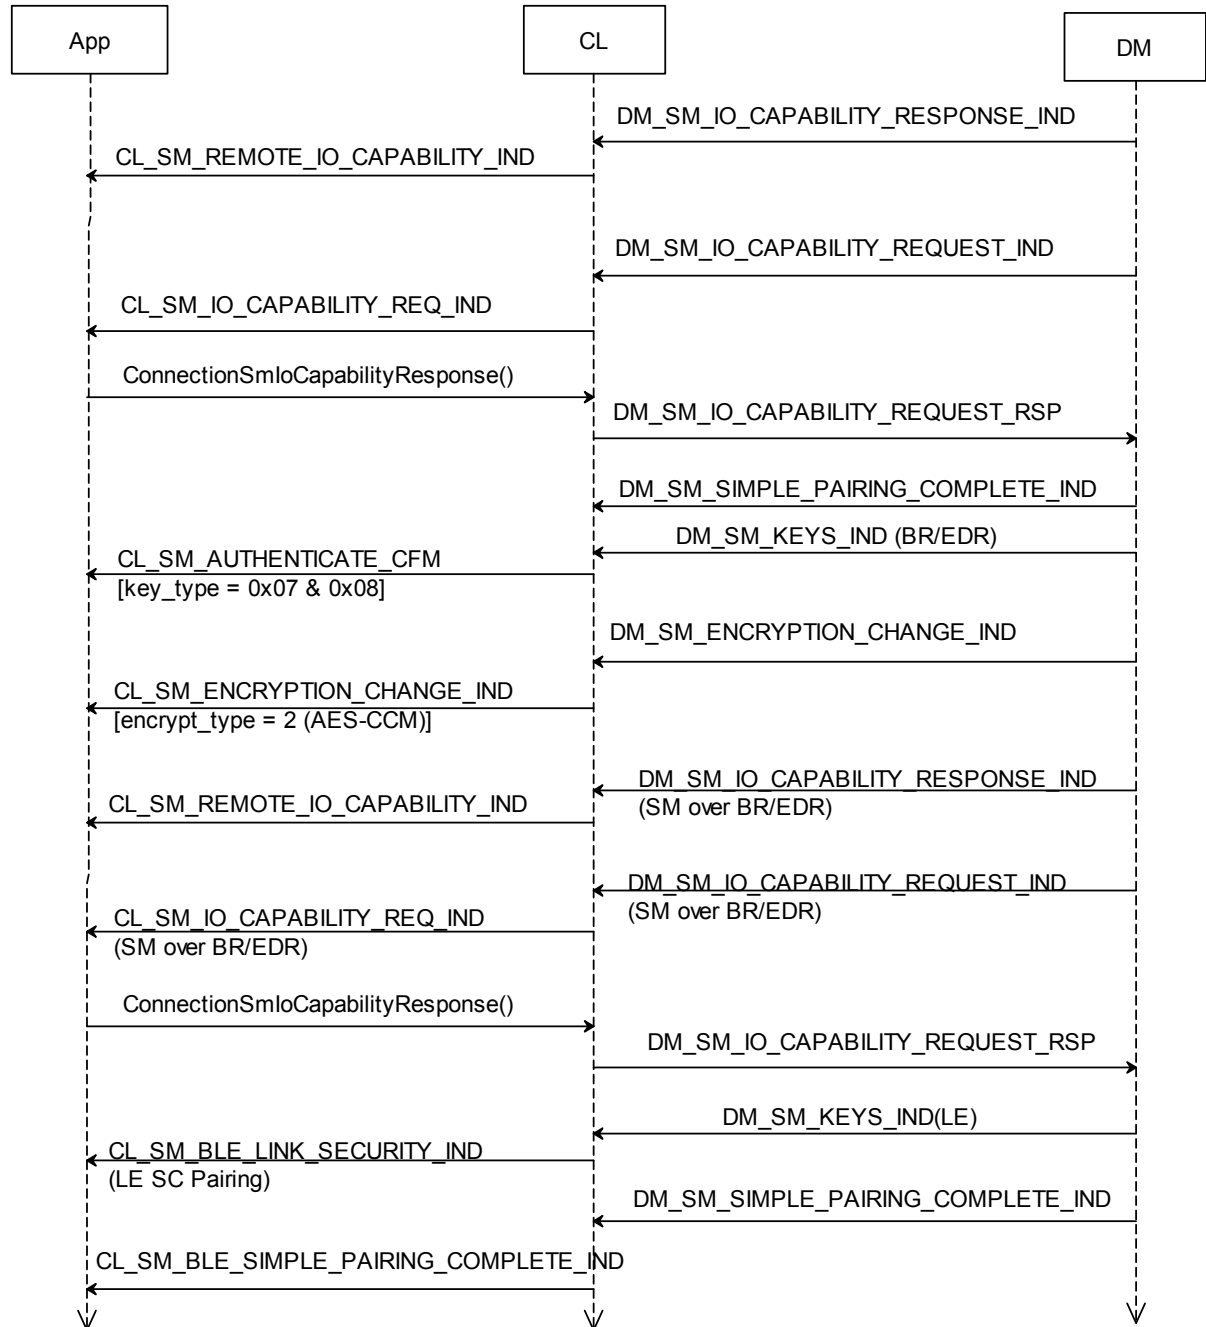 App
CL
DM
DM_SM_IO_CAPABILITY_RESPONSE_IND
CL_SM_REMOTE_IO_CAPABILITY_IND
DM_SM_IO_CAPABILITY_REQUEST_IND
CL_SM_IO_CAPABILITY_REQ_IND
ConnectionSmIoCapabilityResponse()
DM_SM_IO_CAPABILITY_REQUEST_RSP
DM_SM_SIMPLE_PAIRING_COMPLETE_IND
DM_SM_KEYS_IND (BR/EDR)
CL_SM_AUTHENTICATE_CFM
[key_type = 0x07 & 0x08]
DM_SM_ENCRYPTION_CHANGE_IND
CL_SM_ENCRYPTION_CHANGE_IND
[encrypt_type = 2 (AES-CCM)]
DM_SM_IO_CAPABILITY_RESPONSE_IND
(SM over BR/EDR)
CL_SM_REMOTE_IO_CAPABILITY_IND
DM_SM_IO_CAPABILITY_REQUEST_IND
(SM over BR/EDR)
CL_SM_IO_CAPABILITY_REQ_IND
(SM over BR/EDR)
ConnectionSmIoCapabilityResponse()
DM_SM_IO_CAPABILITY_REQUEST_RSP
DM_SM_KEYS_IND(LE)
CL_SM_BLE_LINK_SECURITY_IND
(LE SC Pairing)
DM_SM_SIMPLE_PAIRING_COMPLETE_IND
CL_SM_BLE_SIMPLE_PAIRING_COMPLETE_IND